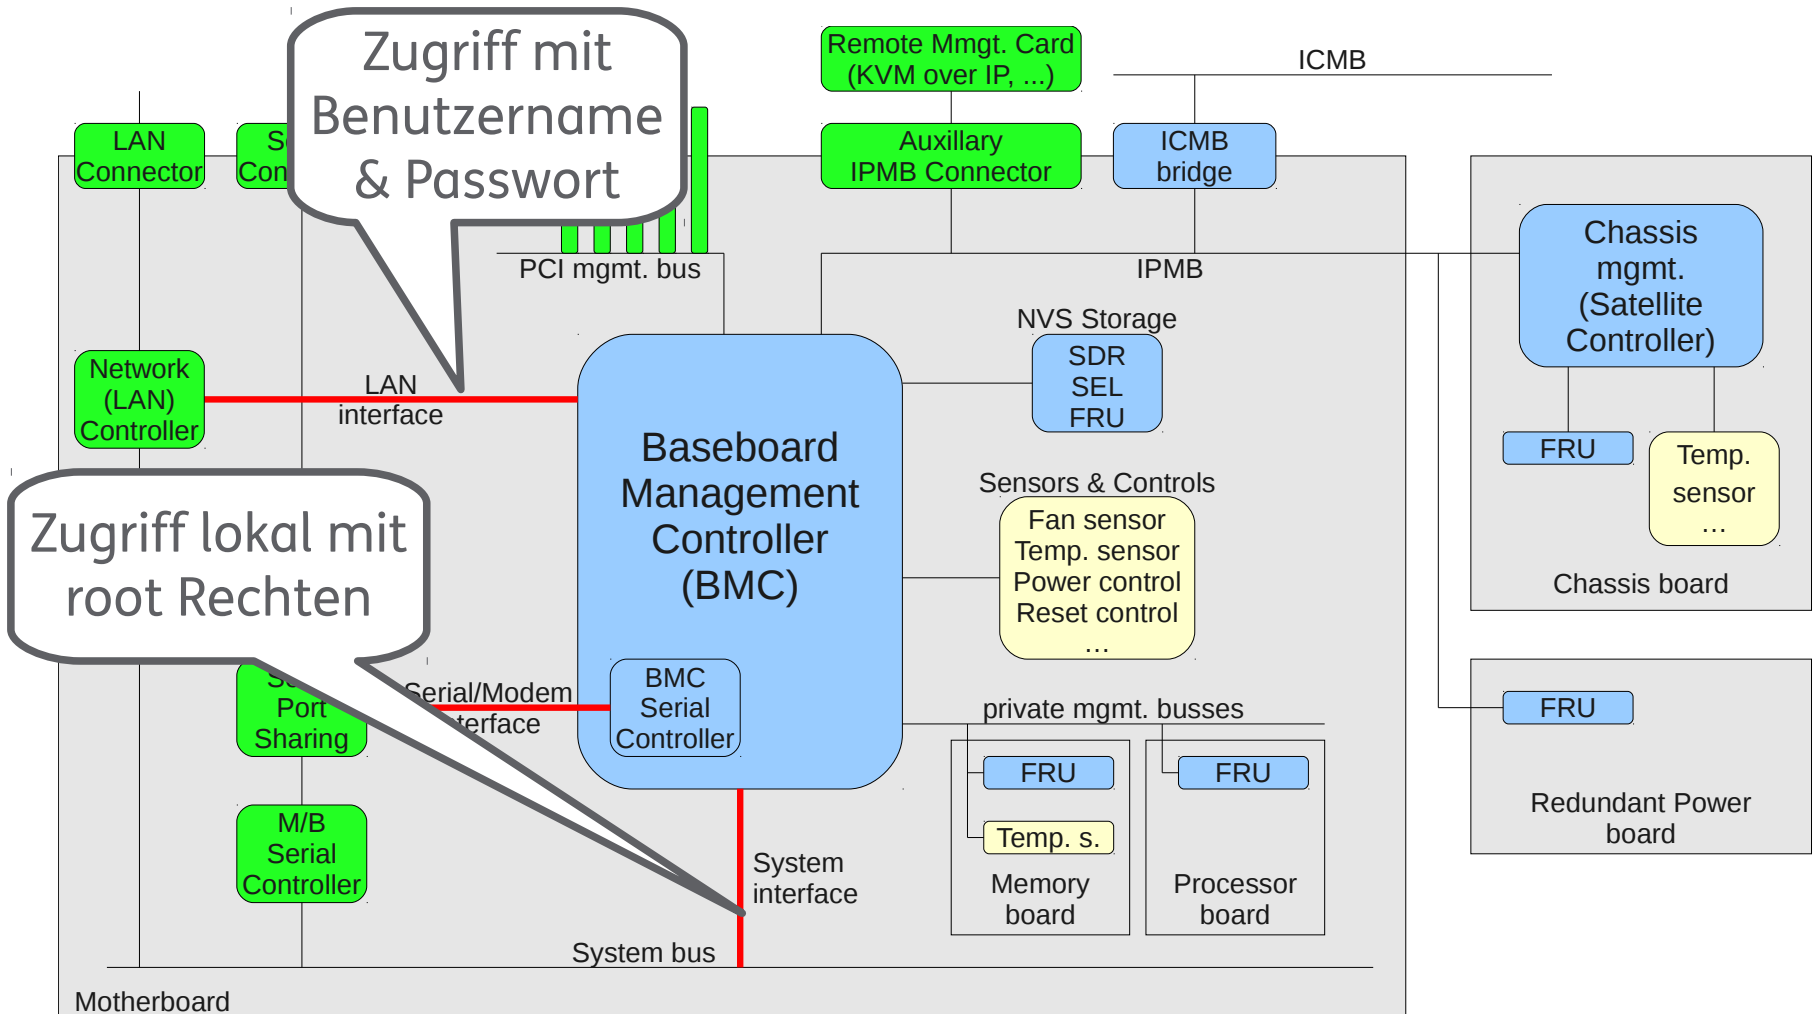 Zugriff mit
Benutzername
& Passwort
Remote Mmgt. Card
(KVM over IP, ...)
ICMB
LAN
Connector
Auxillary
IPMB Connector
ICMB
bridge
PCI mgmt. bus
IPMB
Chassis
mgmt.
(Satellite
Controller)
NVS Storage
SDR
SEL
FRU
Network
(LAN)
Controller
LAN
interface
Baseboard
Management
Controller
(BMC)
FRU
Temp.
sensor
...
Sensors & Controls
Fan sensor
Temp. sensor
Power control
Reset control
...
Chassis board
Zugriff lokal mit
root Rechten
Port
Sharing
Serial/Modem
interface
BMC
Serial
Controller
private mgmt. busses
FRU
FRU
FRU
Redundant Power
board
M/B
Serial
Controller
Temp. s.
System
interface
Memory
board
Processor
board
System bus
Motherboard